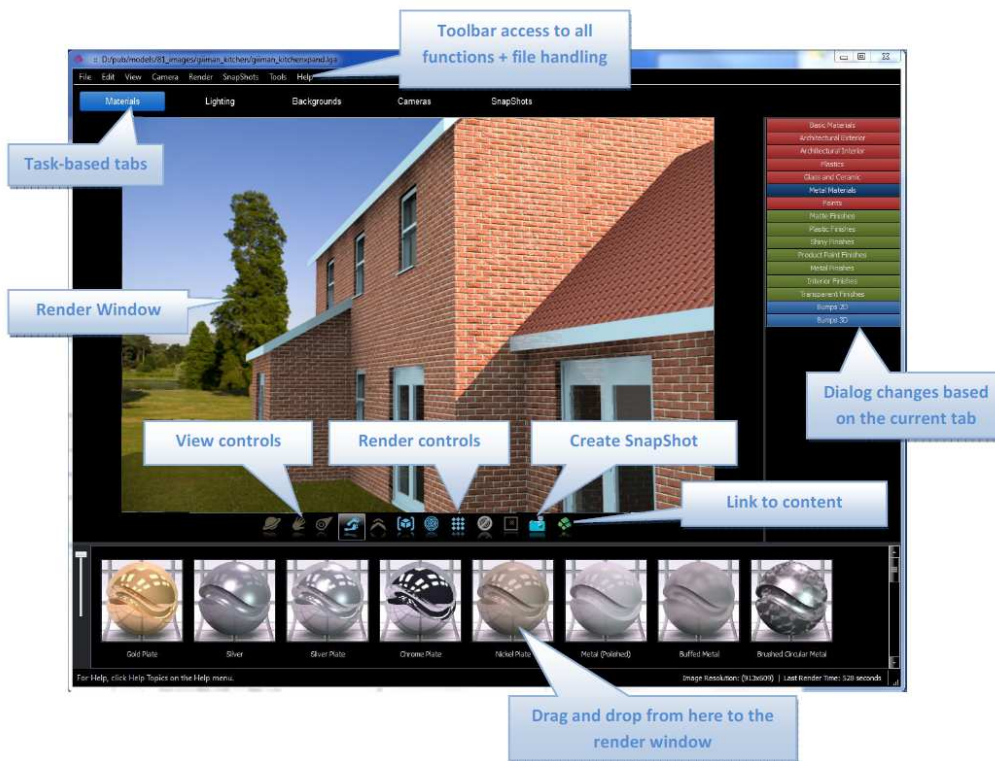 Toolbar access to all
functions + file handling
:: D:/pub/models/81_images/giiman_kitchen/giiman_kitchenxpand.lga
File Edit View Camera Render SnapShots Tools Help
Materials Lighting Backgrounds Cameras SnapShots
Task-based tabs
Basic Materials
Architectural Exterior
Architectural Interior
Plastics
Glass and Ceramic
Metal Materials
Paints
Matte Finishes
Plastic Finishes
Shiny Finishes
Product Paint Finishes
Metal Finishes
Interior Finishes
Transparent Finishes
Bumps 2D
Bumps 3D
Render Window
Dialog changes based
on the current tab
View controls
Render controls
Create SnapShot
Link to content
Gold Plate
Silver
Silver Plate
Chrome Plate
Nickel Plate
Metal (Polished)
Buffed Metal
Brushed Circular Metal
For Help, click Help Topics on the Help menu.
Image Resolution: (913x609) | Last Render Time: 528 seconds
Drag and drop from here to the
render window